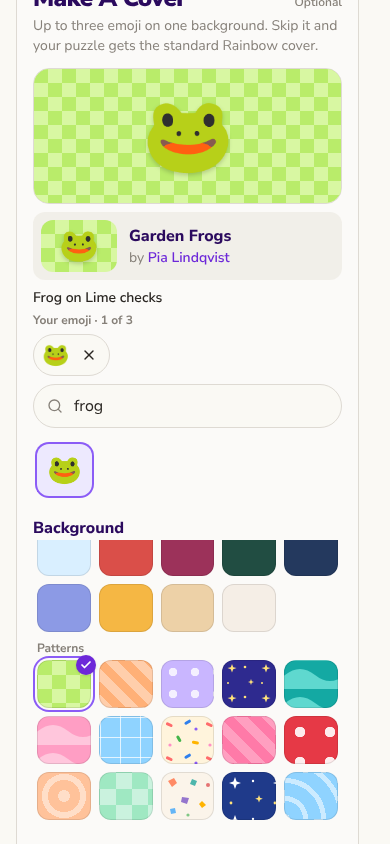 Make A Cover
Optional
Up to three emoji on one background. Skip it and
your puzzle gets the standard Rainbow cover.
Garden Frogs
by Pia Lindqvist
Frog on Lime checks
Your emoji · 1 of 3
frog
Background
Patterns